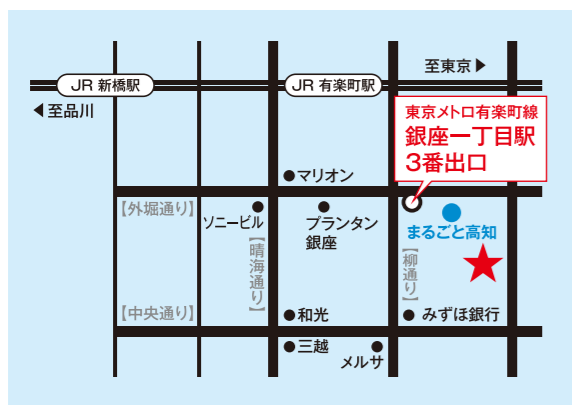 至東京▶
JR 新橋駅
JR 有楽町駅
◀至品川
東京メトロ有楽町線
銀座一丁目駅
3番出口
●マリオン
【外堀通り】
ソニービル
プランタン
銀座
まるごと高知
【晴海通り】
【柳通り】
【中央通り】
●和光
●みずほ銀行
●三越
メルサ